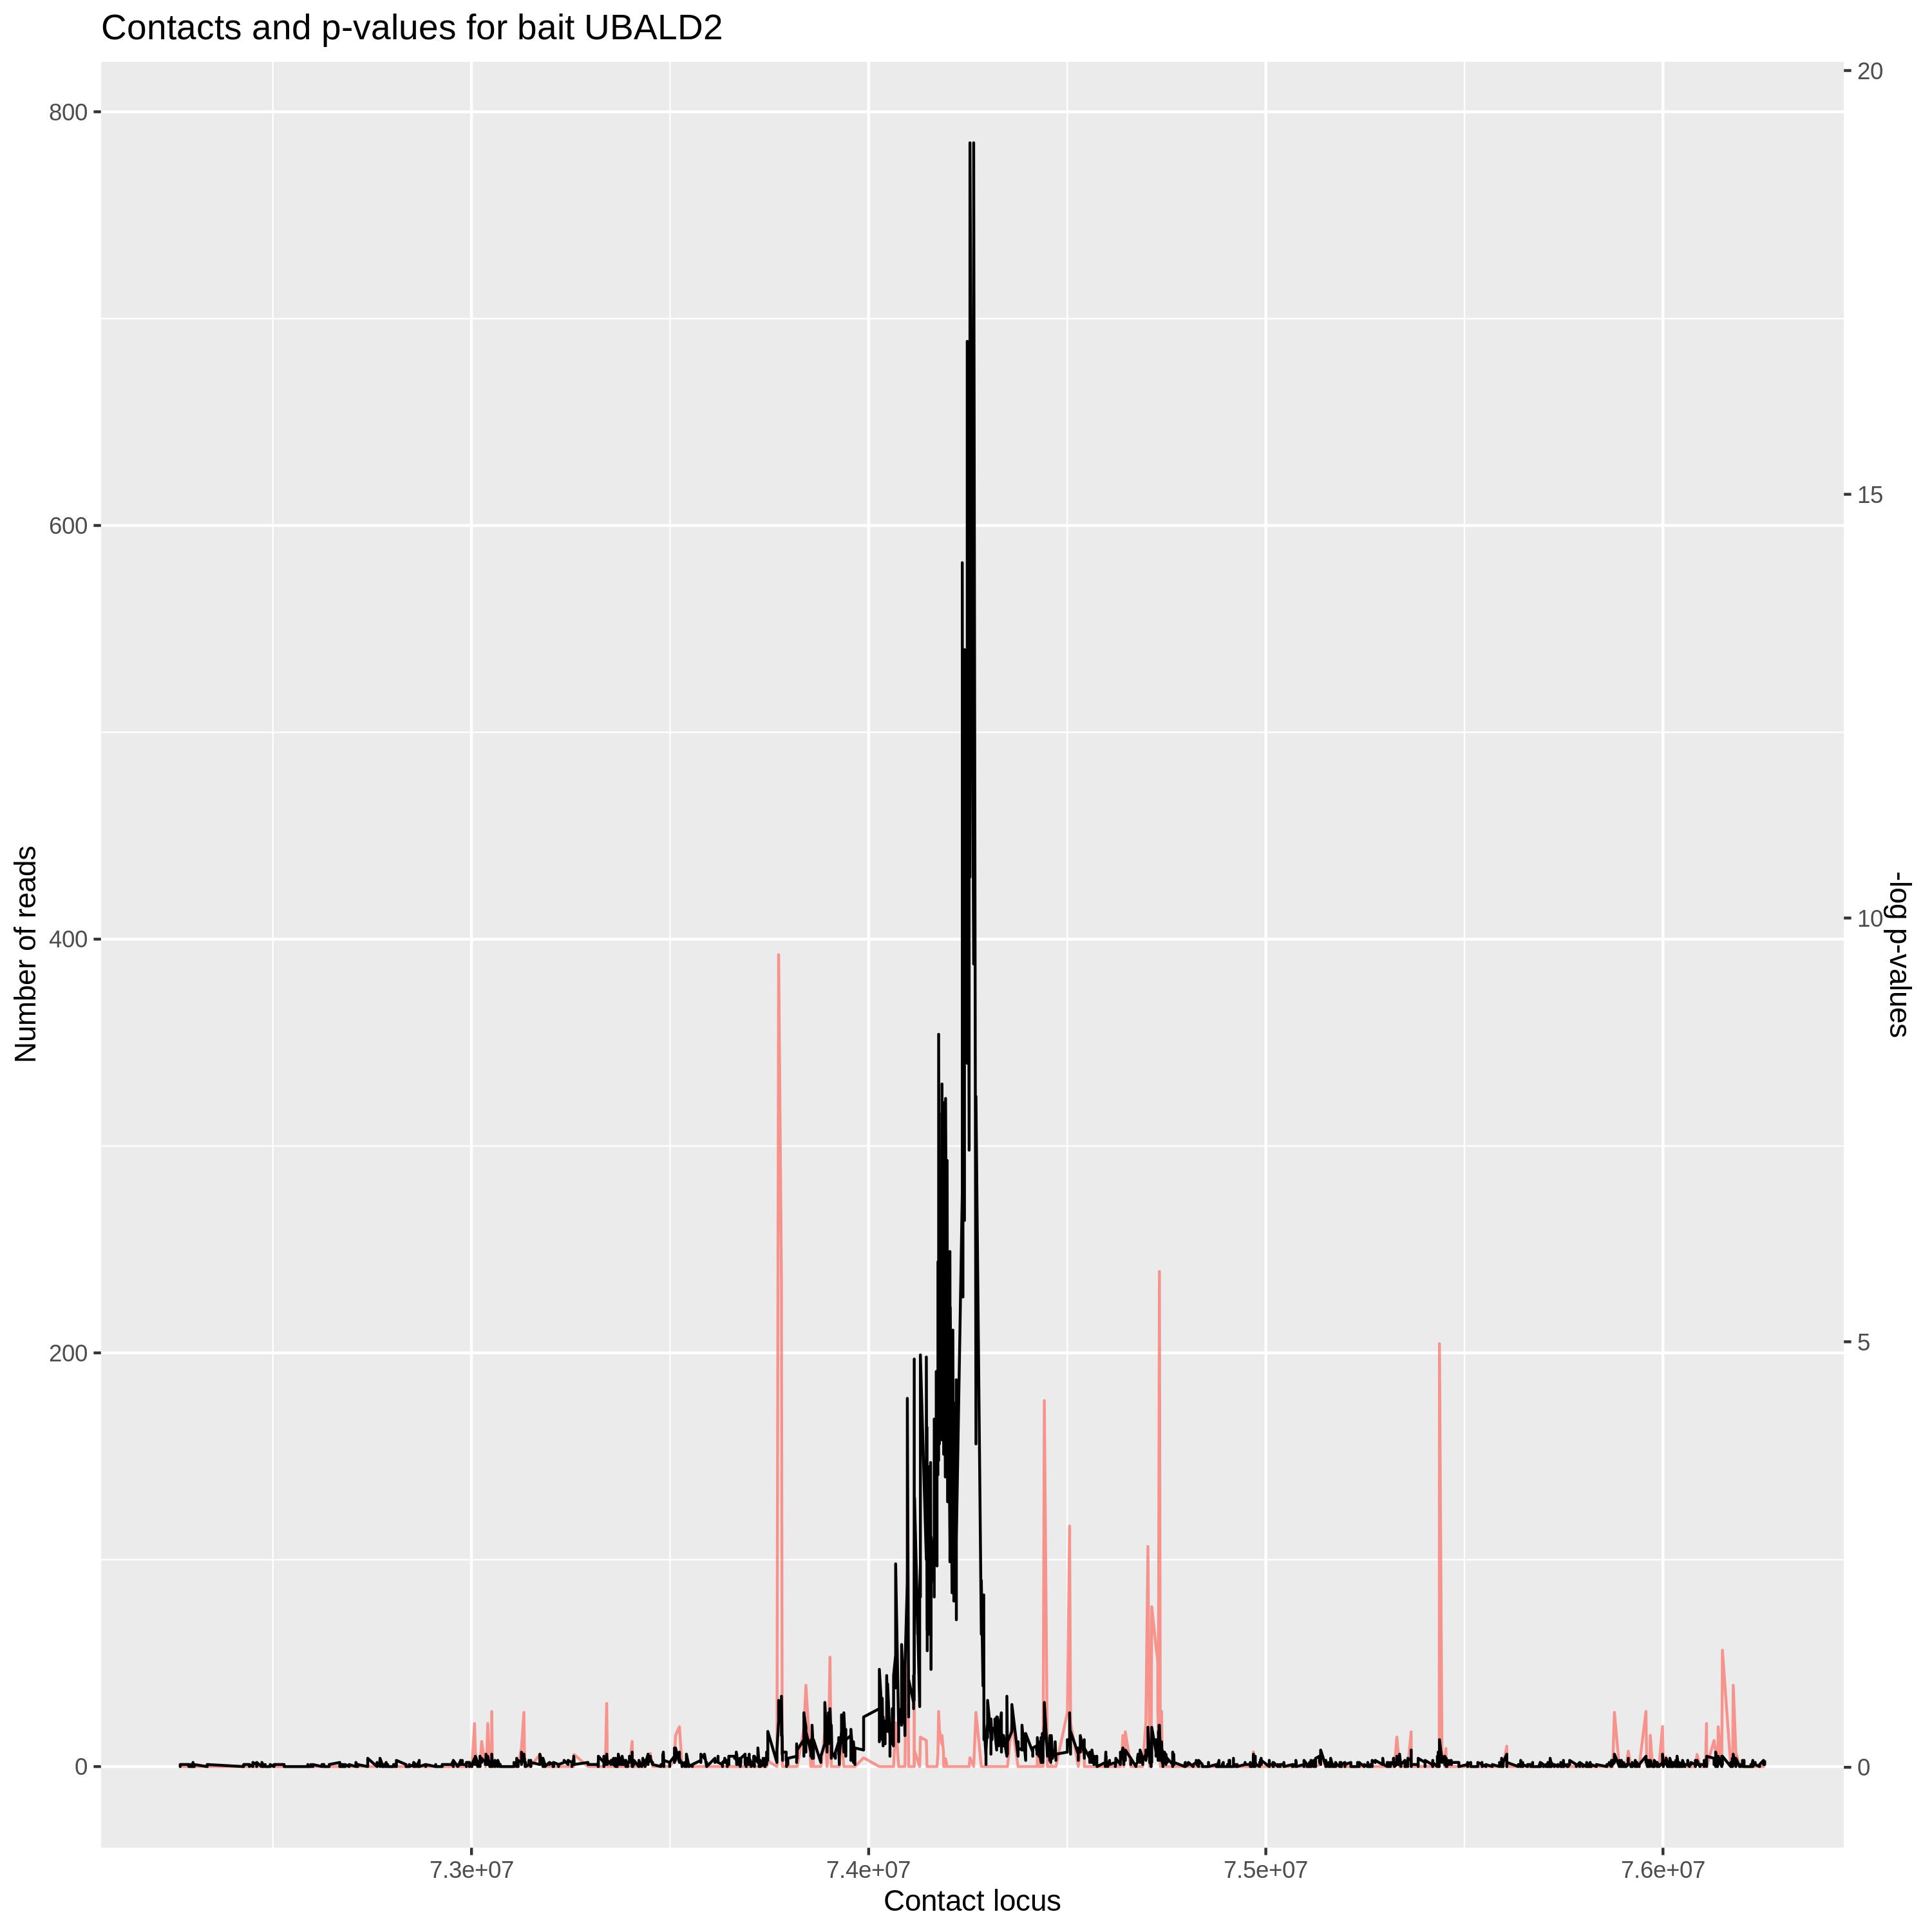 Contacts and p-values for bait UBALD2
800
600
400
200
0
Number of reads
20
15
10
5
0
-log p-values
7.3e+07
7.4e+07
7.5e+07
7.6e+07
Contact locus